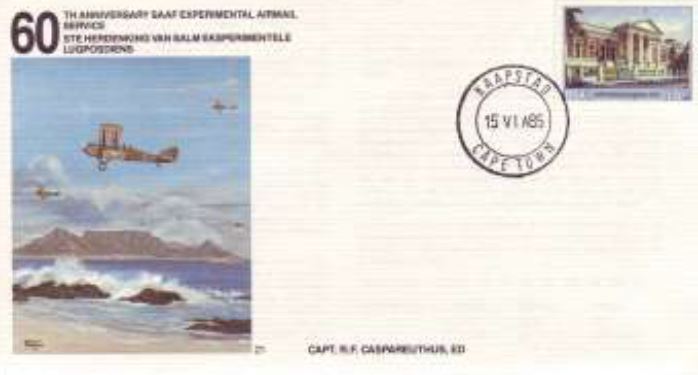 60 TH ANNIVERSARY SAAF EXPERIMENTAL AIRMAIL
SERVICE
STE HERDENKING VAN SALM EKSPERIMENTELE
LUGPOSDIENS
KAAPSTAD
15 VI A85
CAPE TOWN
CAPT. R.F. CASPAREUTHUS, ED